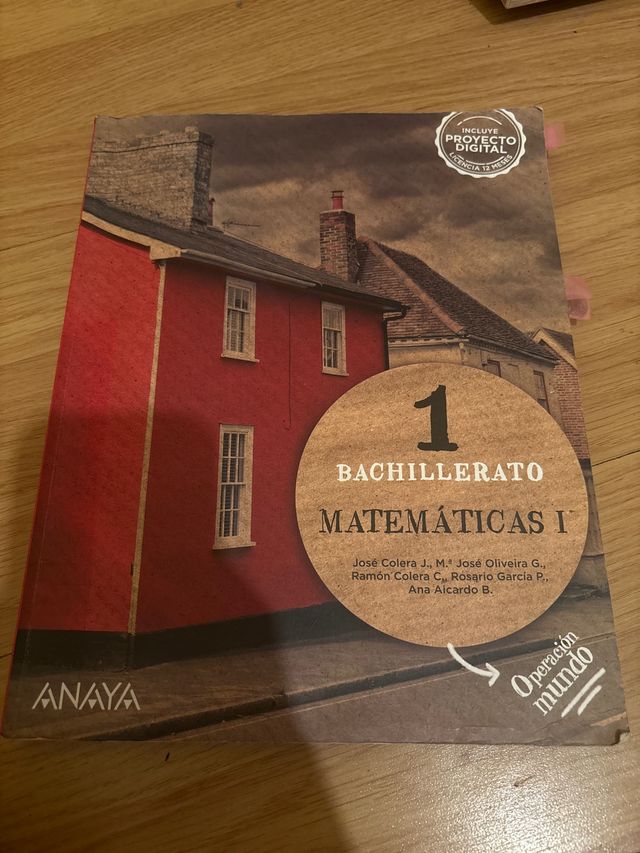 INCLUYE
PROYECTO
DIGITAL
LICENCIA 12 MESES
1
BACHILLERATO
MATEMÁTICAS I
José Colera J., M.ª José Oliveira G.,
Ramón Colera C., Rosario García P.,
Ana Aicardo B.
Operación
mundo
ANAYA